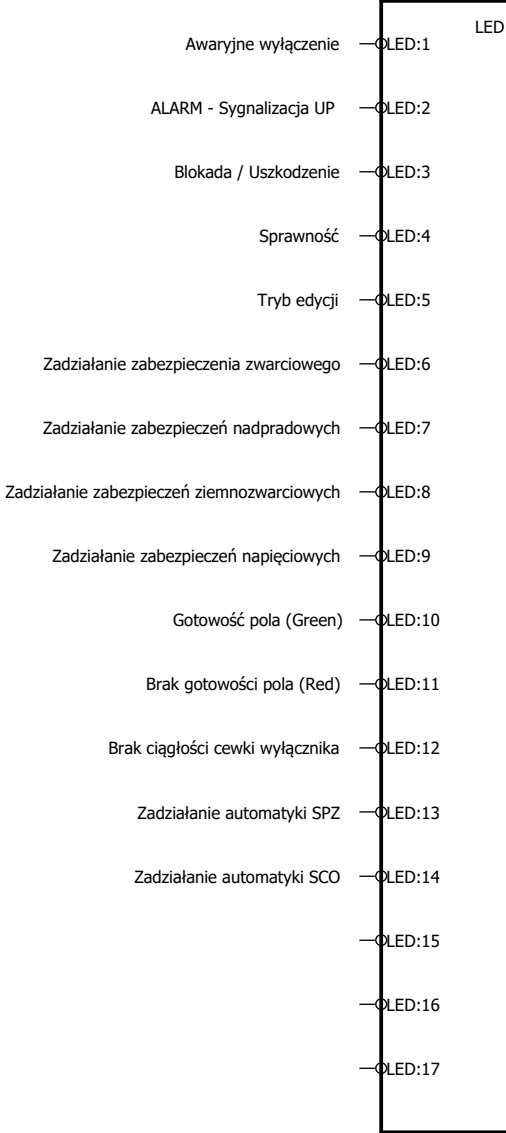 LED
Awaryjne wyłączenie LED:1
ALARM - Sygnalizacja UP LED:2
Blokada / Uszkodzenie LED:3
Sprawność LED:4
Tryb edycji LED:5
Zadziałanie zabezpieczenia zwarciowego LED:6
Zadziałanie zabezpieczeń nadpradowych LED:7
Zadziałanie zabezpieczeń ziemnozwarciowych LED:8
Zadziałanie zabezpieczeń napięciowych LED:9
Gotowość pola (Green) LED:10
Brak gotowości pola (Red) LED:11
Brak ciągłości cewki wyłącznika LED:12
Zadziałanie automatyki SPZ LED:13
Zadziałanie automatyki SCO LED:14
LED:15
LED:16
LED:17